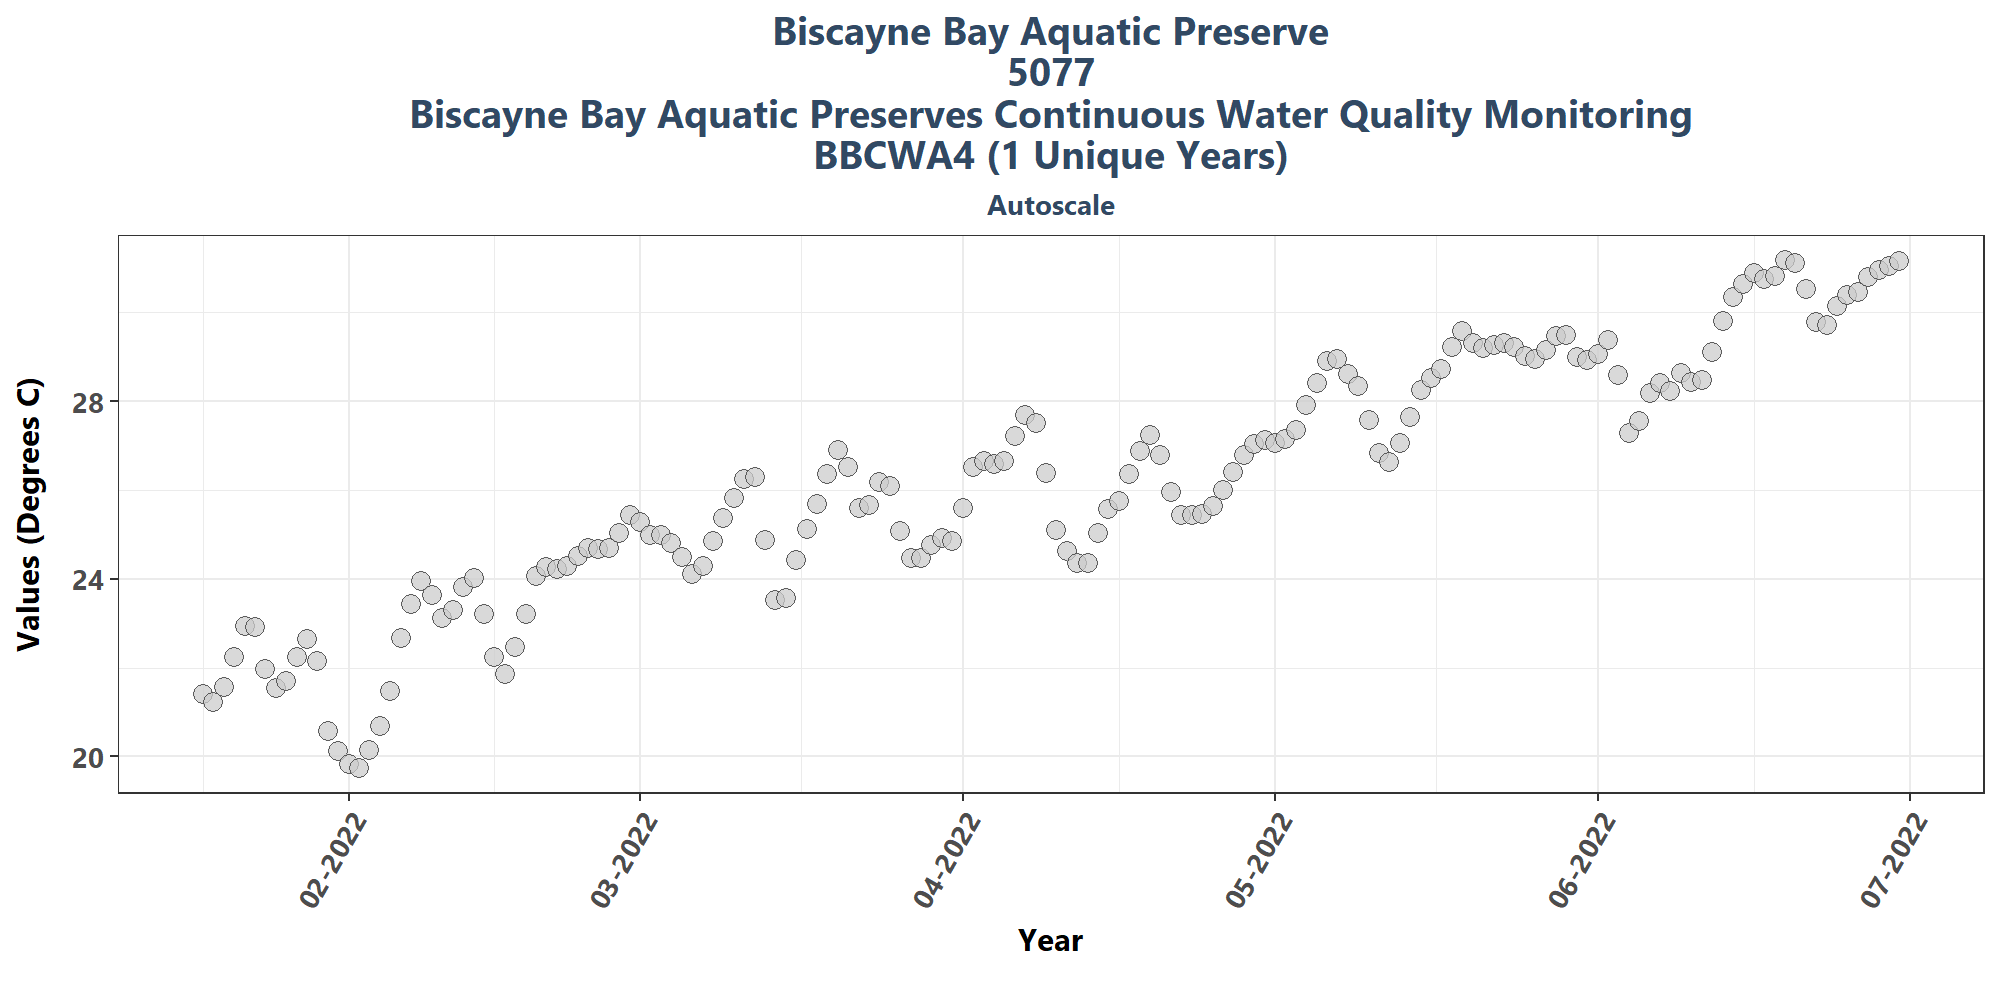 Biscayne Bay Aquatic Preserve
5077
Biscayne Bay Aquatic Preserves Continuous Water Quality Monitoring
BBCWA4 (1 Unique Years)
Autoscale
Values (Degrees C)
28
24
20
02-2022
03-2022
04-2022
05-2022
06-2022
07-2022
Year